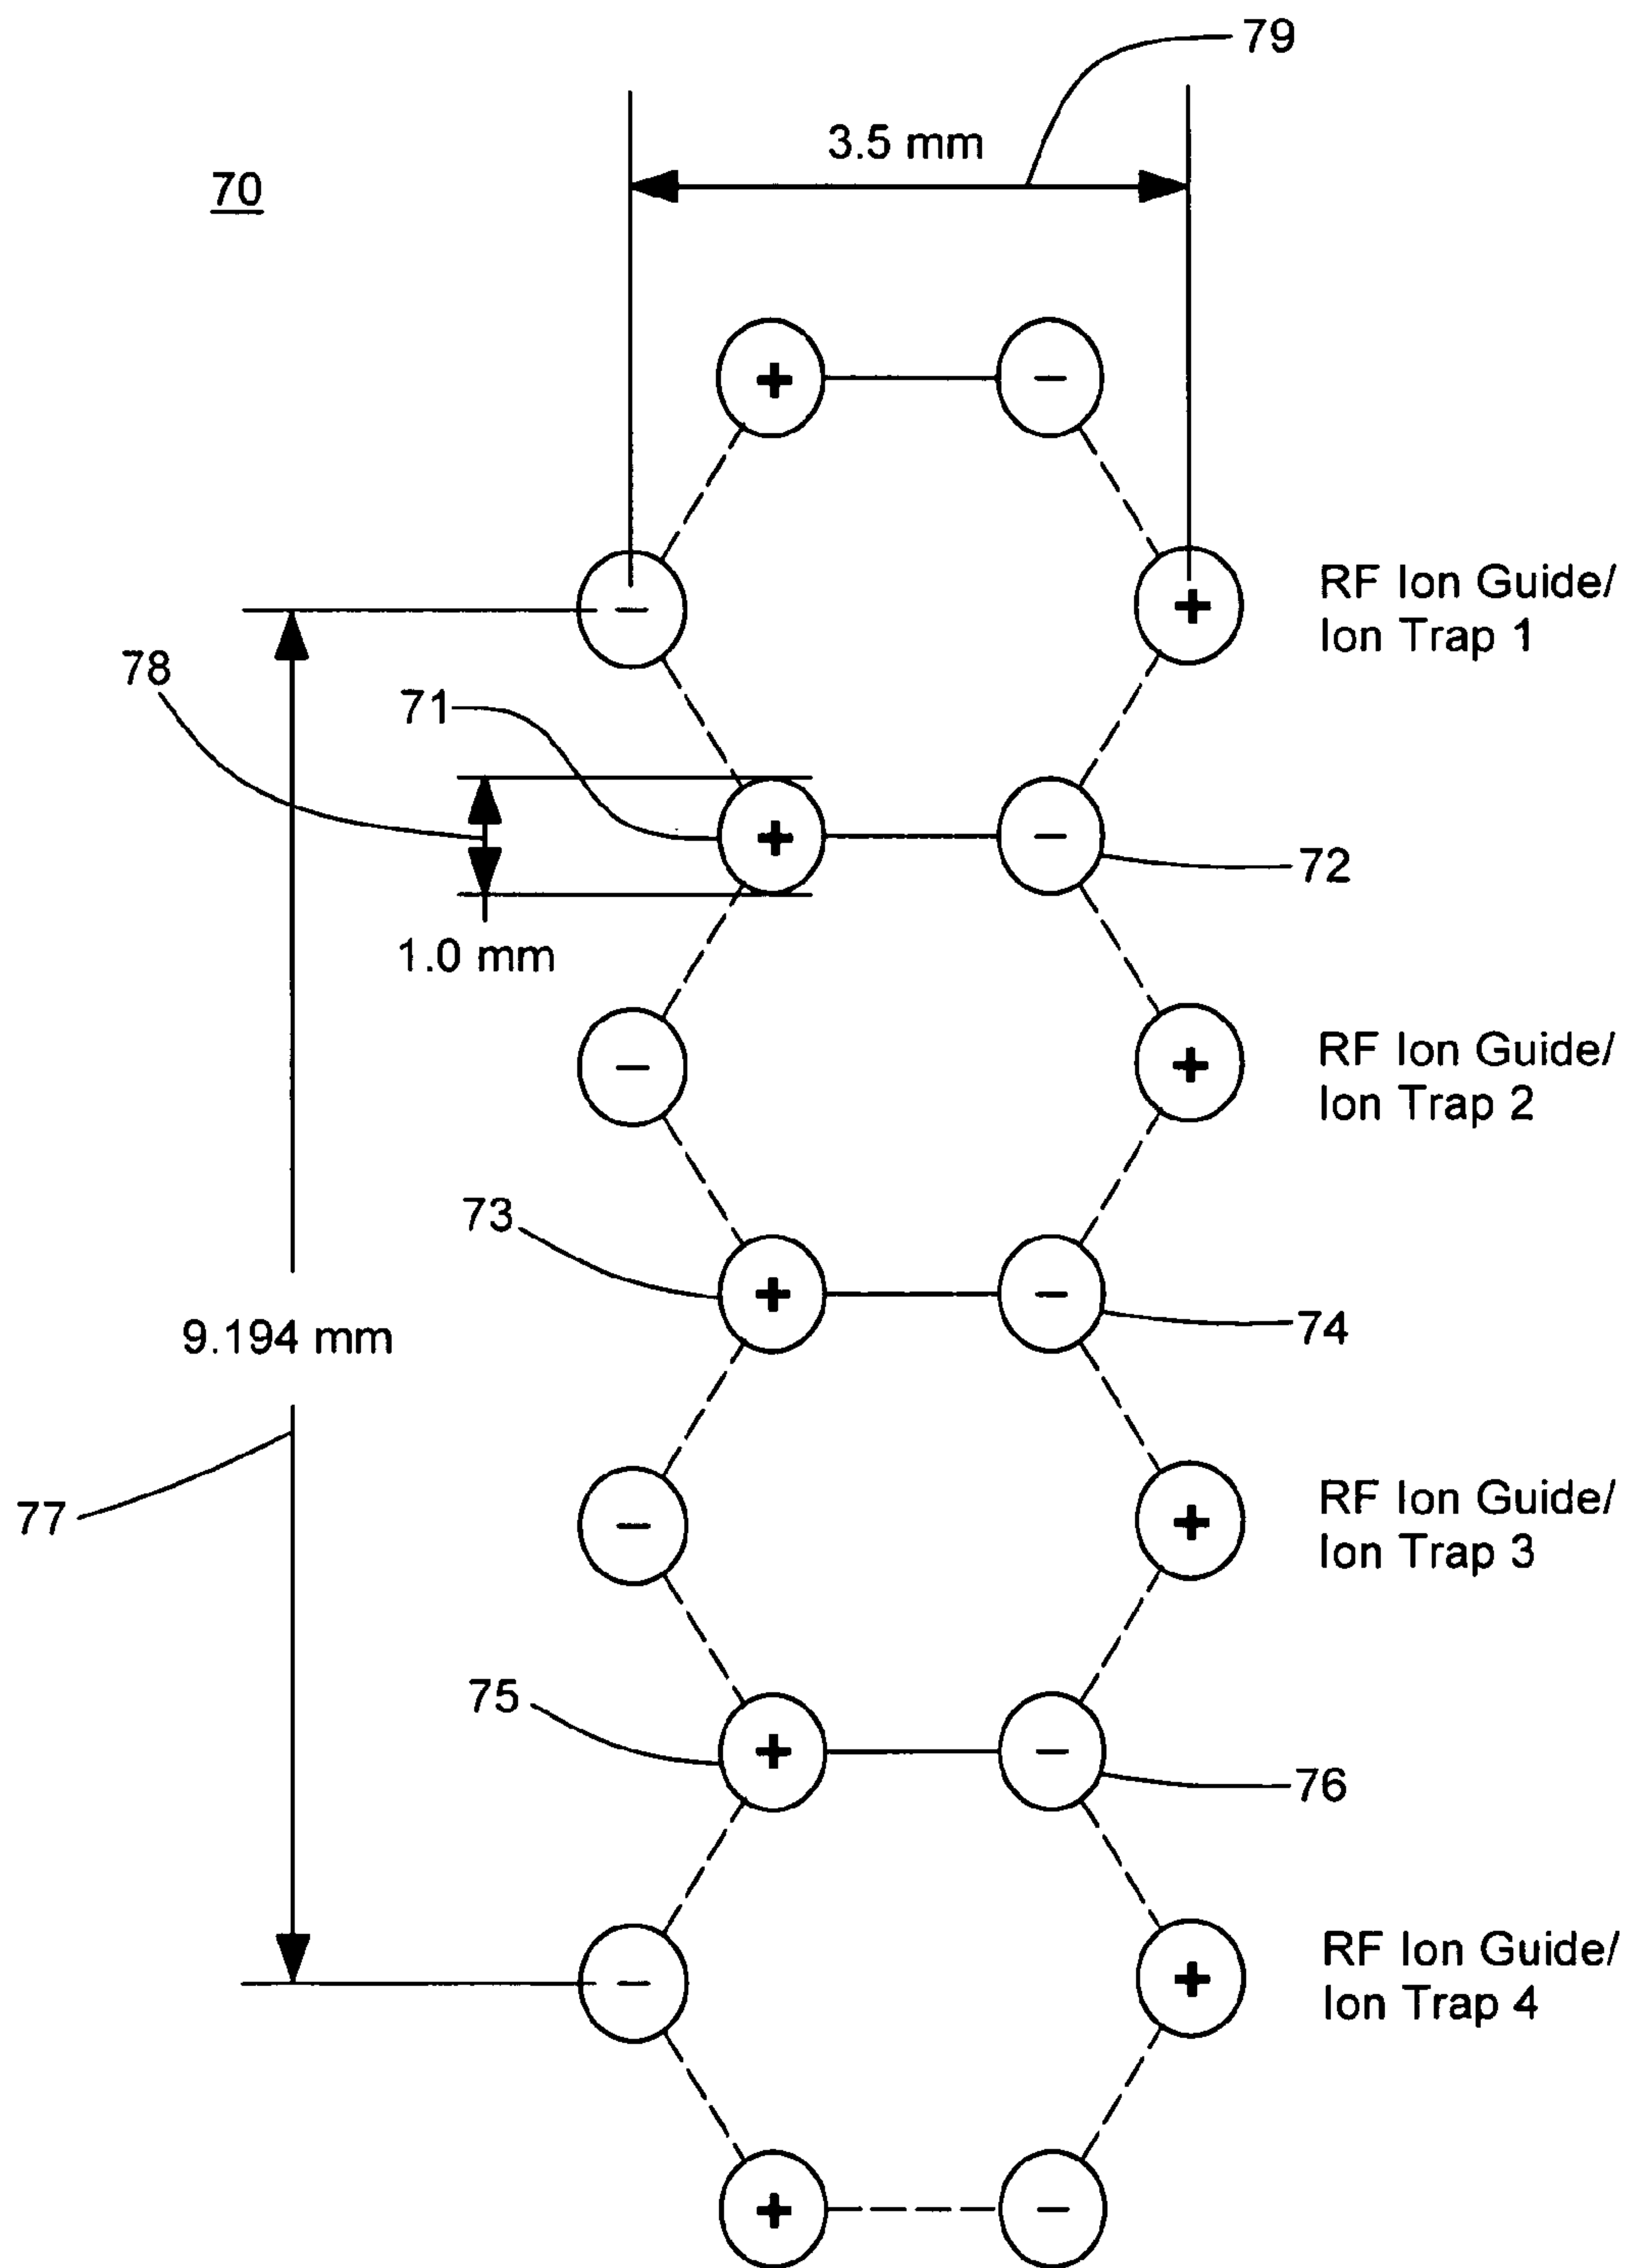 79
3.5 mm
70
+ −
− +
RF Ion Guide/
Ion Trap 1
78
71
+ −
72
1.0 mm
− +
RF Ion Guide/
Ion Trap 2
73
+ −
74
9.194 mm
77
− +
RF Ion Guide/
Ion Trap 3
75
+ −
76
− +
RF Ion Guide/
Ion Trap 4
+ −